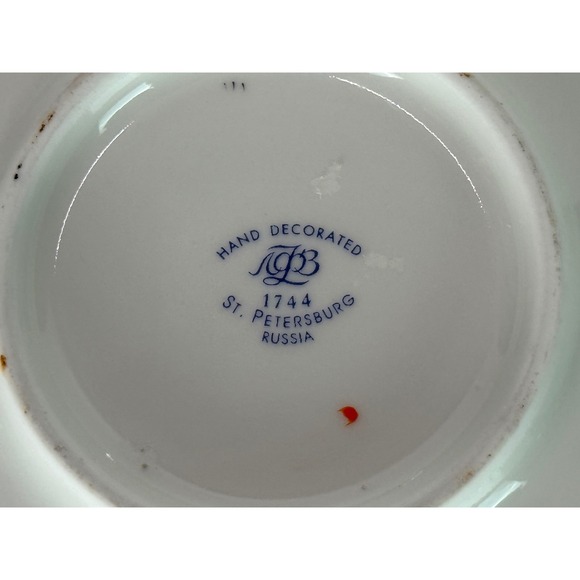 HAND DECORATED
ЛФЗ
1744
ST. PETERSBURG
RUSSIA